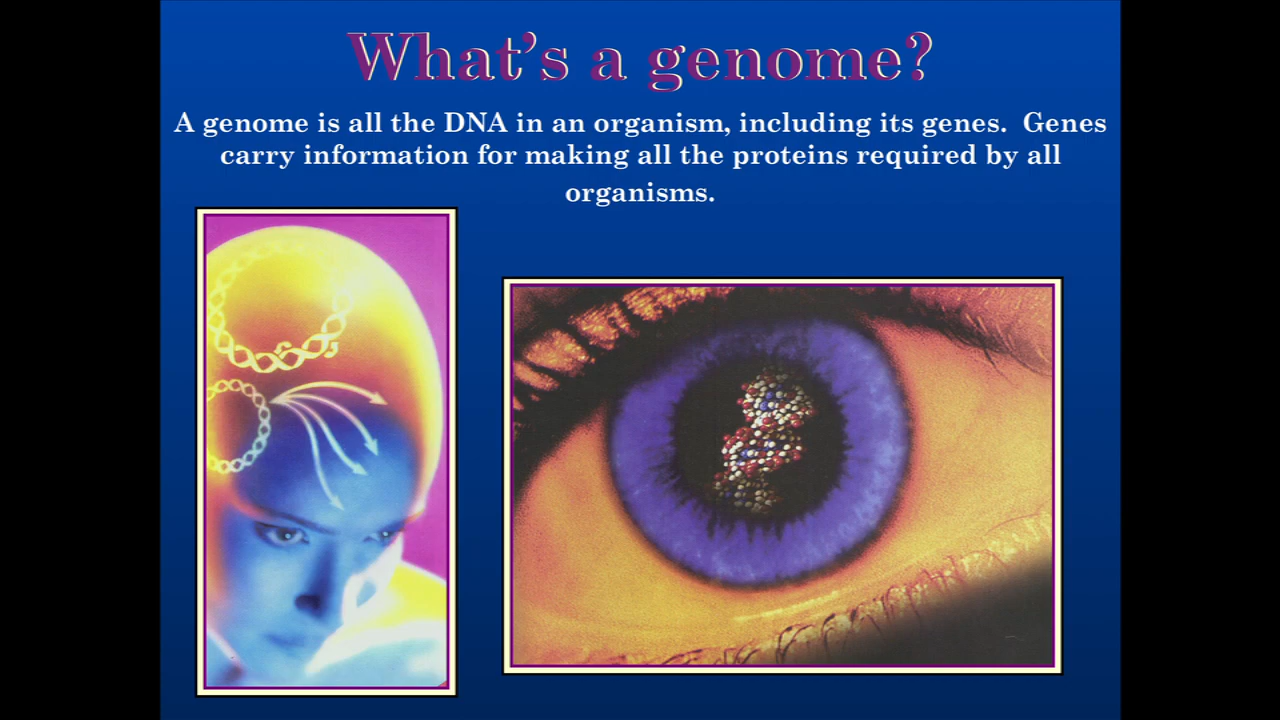 What's a genome?
A genome is all the DNA in an organism, including its genes.  Genes
carry information for making all the proteins required by all
organisms.